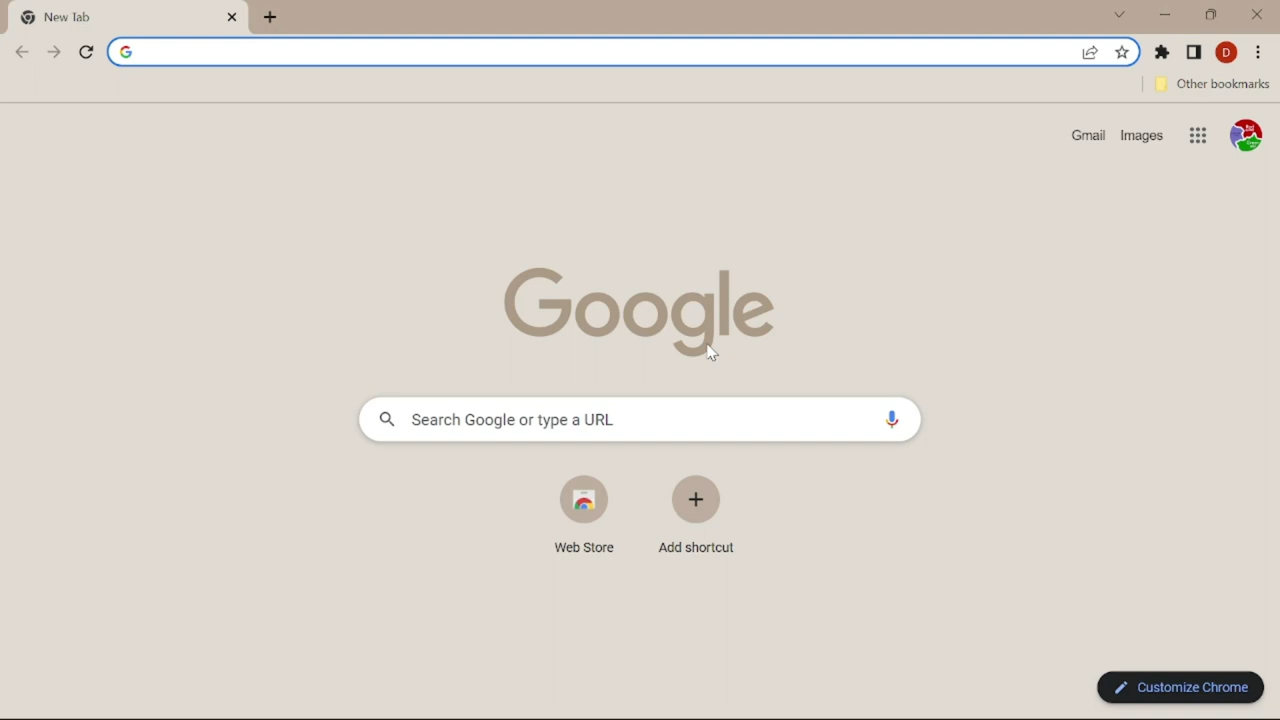 New Tab
D
Other bookmarks
Gmail
Images
Google
Search Google or type a URL
Web Store
Add shortcut
Customize Chrome